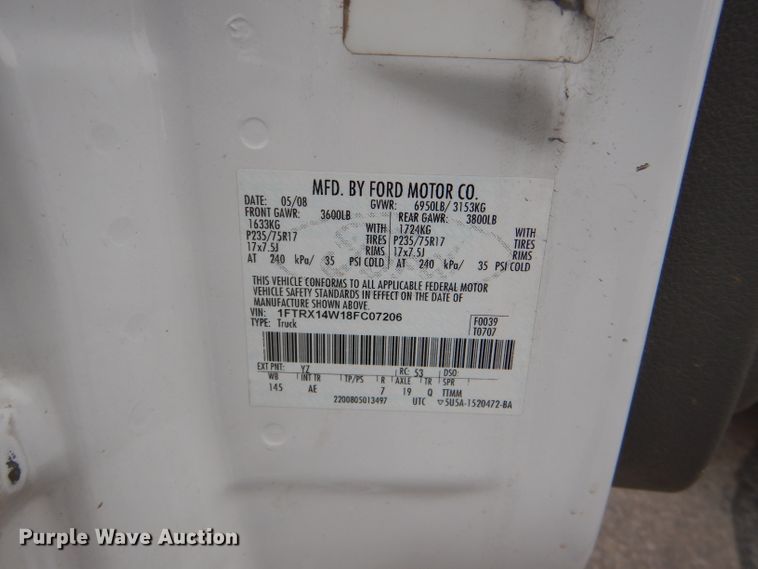 MFD. BY FORD MOTOR CO.
DATE: 05/08 GVWR: 6950LB/ 3153KG
FRONT GAWR: 3600LB REAR GAWR: 3800LB
1633KG WITH 1724KG WITH
P235/75R17 TIRES P235/75R17 TIRES
17x7.5J RIMS 17x7.5J RIMS
AT 240 kPa/ 35 PSI COLD AT 240 kPa/ 35 PSI COLD
THIS VEHICLE CONFORMS TO ALL APPLICABLE FEDERAL MOTOR
VEHICLE SAFETY STANDARDS IN EFFECT ON THE DATE OF
MANUFACTURE SHOWN ABOVE.
VIN: 1FTRX14W18FC07206 F0039
TYPE: Truck T0707
EXT PNT: YZ RC: 53 DSO:
WB INT TR TP/PS R AXLE TR SPR
145 AE 7 19 Q TTMM
2200805013497 UTC ▽5U5A-1520472-BA
Purple Wave Auction